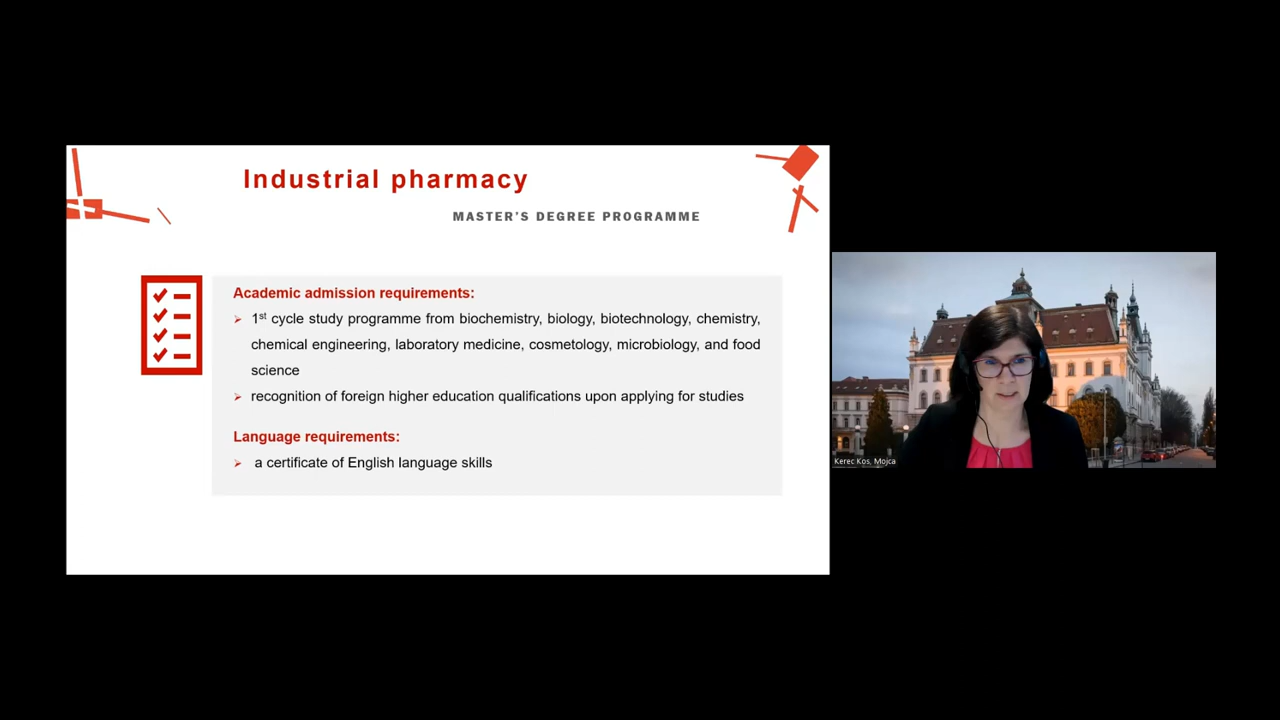 Industrial pharmacy
MASTER'S DEGREE PROGRAMME
Academic admission requirements:
1st cycle study programme from biochemistry, biology, biotechnology, chemistry,
chemical engineering, laboratory medicine, cosmetology, microbiology, and food
science
recognition of foreign higher education qualifications upon applying for studies
Language requirements:
a certificate of English language skills
Kerec Kos, Mojca